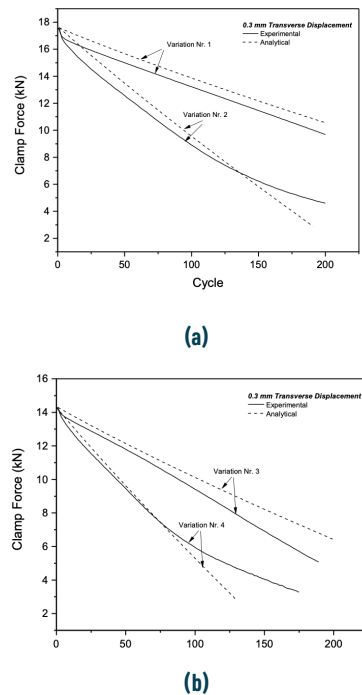 18
16
14
12
10
8
6
4
2
0 50 100 150 200
Clamp Force (kN)
Cycle
0.3 mm Transverse Displacement
Experimental
Analytical
Variation Nr. 1
Variation Nr. 2
(a)
16
14
12
10
8
6
4
2
0 50 100 150 200
Clamp Force (kN)
0.3 mm Transverse Displacement
Experimental
Analytical
Variation Nr. 3
Variation Nr. 4
(b)